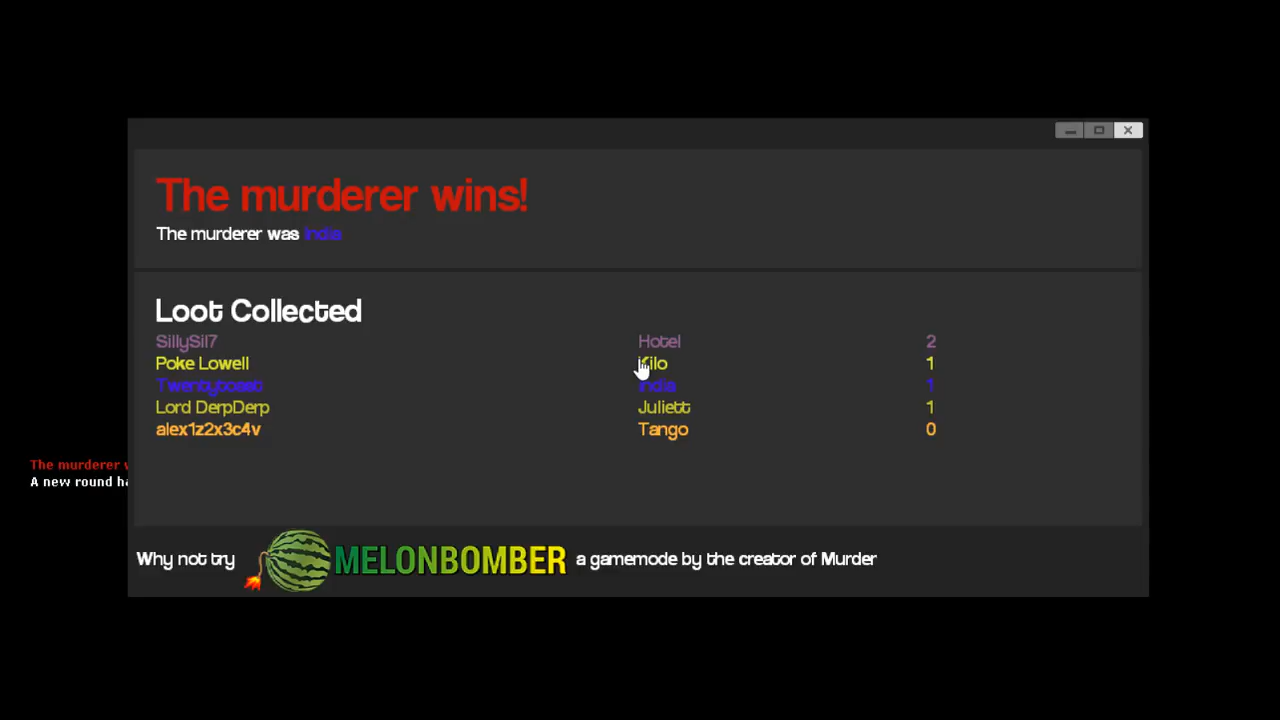 The murderer wins!
The murderer was India
Loot Collected
SillySil7 Hotel 2
Poke Lowell Kilo 1
Twentytoast India 1
Lord DerpDerp Juliett 1
alex1z2x3c4v Tango 0
The murderer w
A new round ha
Why not try MELONBOMBER a gamemode by the creator of Murder